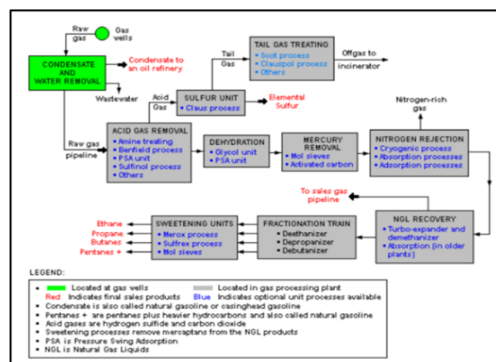 Raw gas
Gas wells
CONDENSATE
AND
WATER REMOVAL
Condensate to
an oil refinery
Wastewater
Raw gas
pipeline
Acid
Gas
SULFUR UNIT
• Claus process
Elemental
Sulfur
Tail
Gas
TAIL GAS TREATING
• Scot process
• Clauspol process
• Others
Offgas to
incinerator
ACID GAS REMOVAL
• Amine treating
• Benfield process
• PSA unit
• Sulfinol process
• Others
DEHYDRATION
• Glycol unit
• PSA unit
MERCURY
REMOVAL
• Mol sieves
• Activated carbon
Nitrogen-rich
gas
NITROGEN REJECTION
• Cryogenic process
• Absorption processes
• Adsorption processes
To sales gas
pipeline
NGL RECOVERY
• Turbo-expander and
demethanizer
• Absorption (in older
plants)
FRACTIONATION TRAIN
• Deethanizer
• Depropanizer
• Debutanizer
SWEETENING UNITS
• Merox process
• Sulfrex process
• Mol sieves
Ethane
Propane
Butanes
Pentanes +
LEGEND:
• Located at gas wells
Located in gas processing plant
• Red Indicates final sales products
Blue Indicates optional unit processes available
• Condensate is also called natural gasoline or casinghead gasoline
• Pentanes + are pentanes plus heavier hydrocarbons and also called natural gasoline
• Acid gases are hydrogen sulfide and carbon dioxide
• Sweetening processes remove mercaptans from the NGL products
• PSA is Pressure Swing Adsorption
• NGL is Natural Gas Liquids